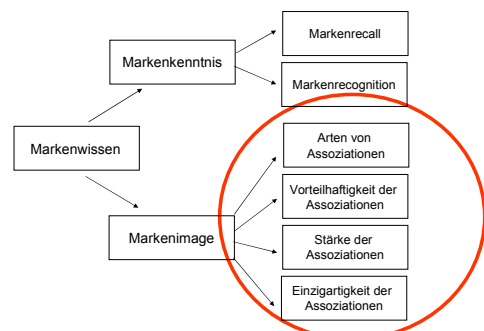 Markenrecall
Markenkenntnis
Markenrecognition
Markenwissen
Arten von
Assoziationen
Vorteilhaftigkeit der
Assoziationen
Markenimage
Stärke der
Assoziationen
Einzigartigkeit der
Assoziationen